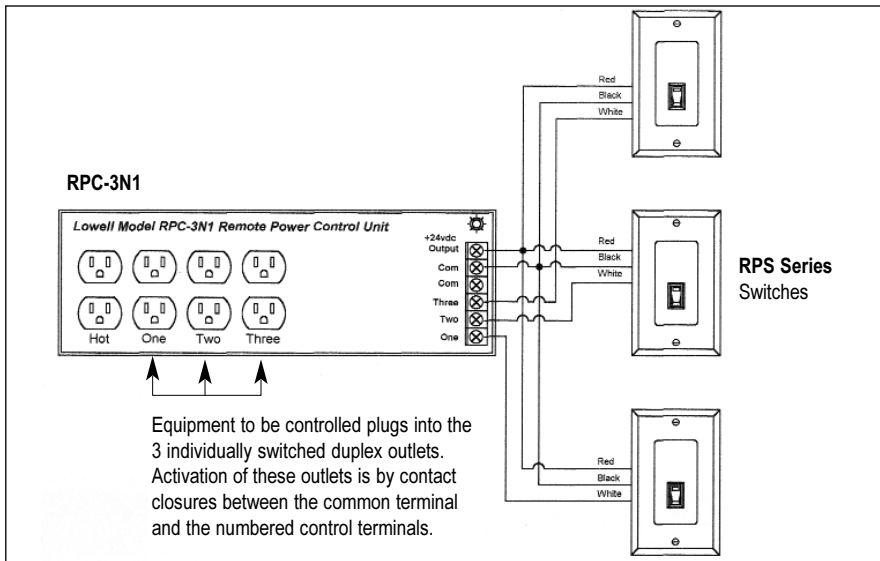 Red
Black
White
RPC-3N1
Lowell Model RPC-3N1 Remote Power Control Unit
+24vdc
Output
Com
Com
Three
Two
One
Hot One Two Three
Red
Black
White
RPS Series
Switches
Equipment to be controlled plugs into the
3 individually switched duplex outlets.
Activation of these outlets is by contact
closures between the common terminal
and the numbered control terminals.
Red
Black
White